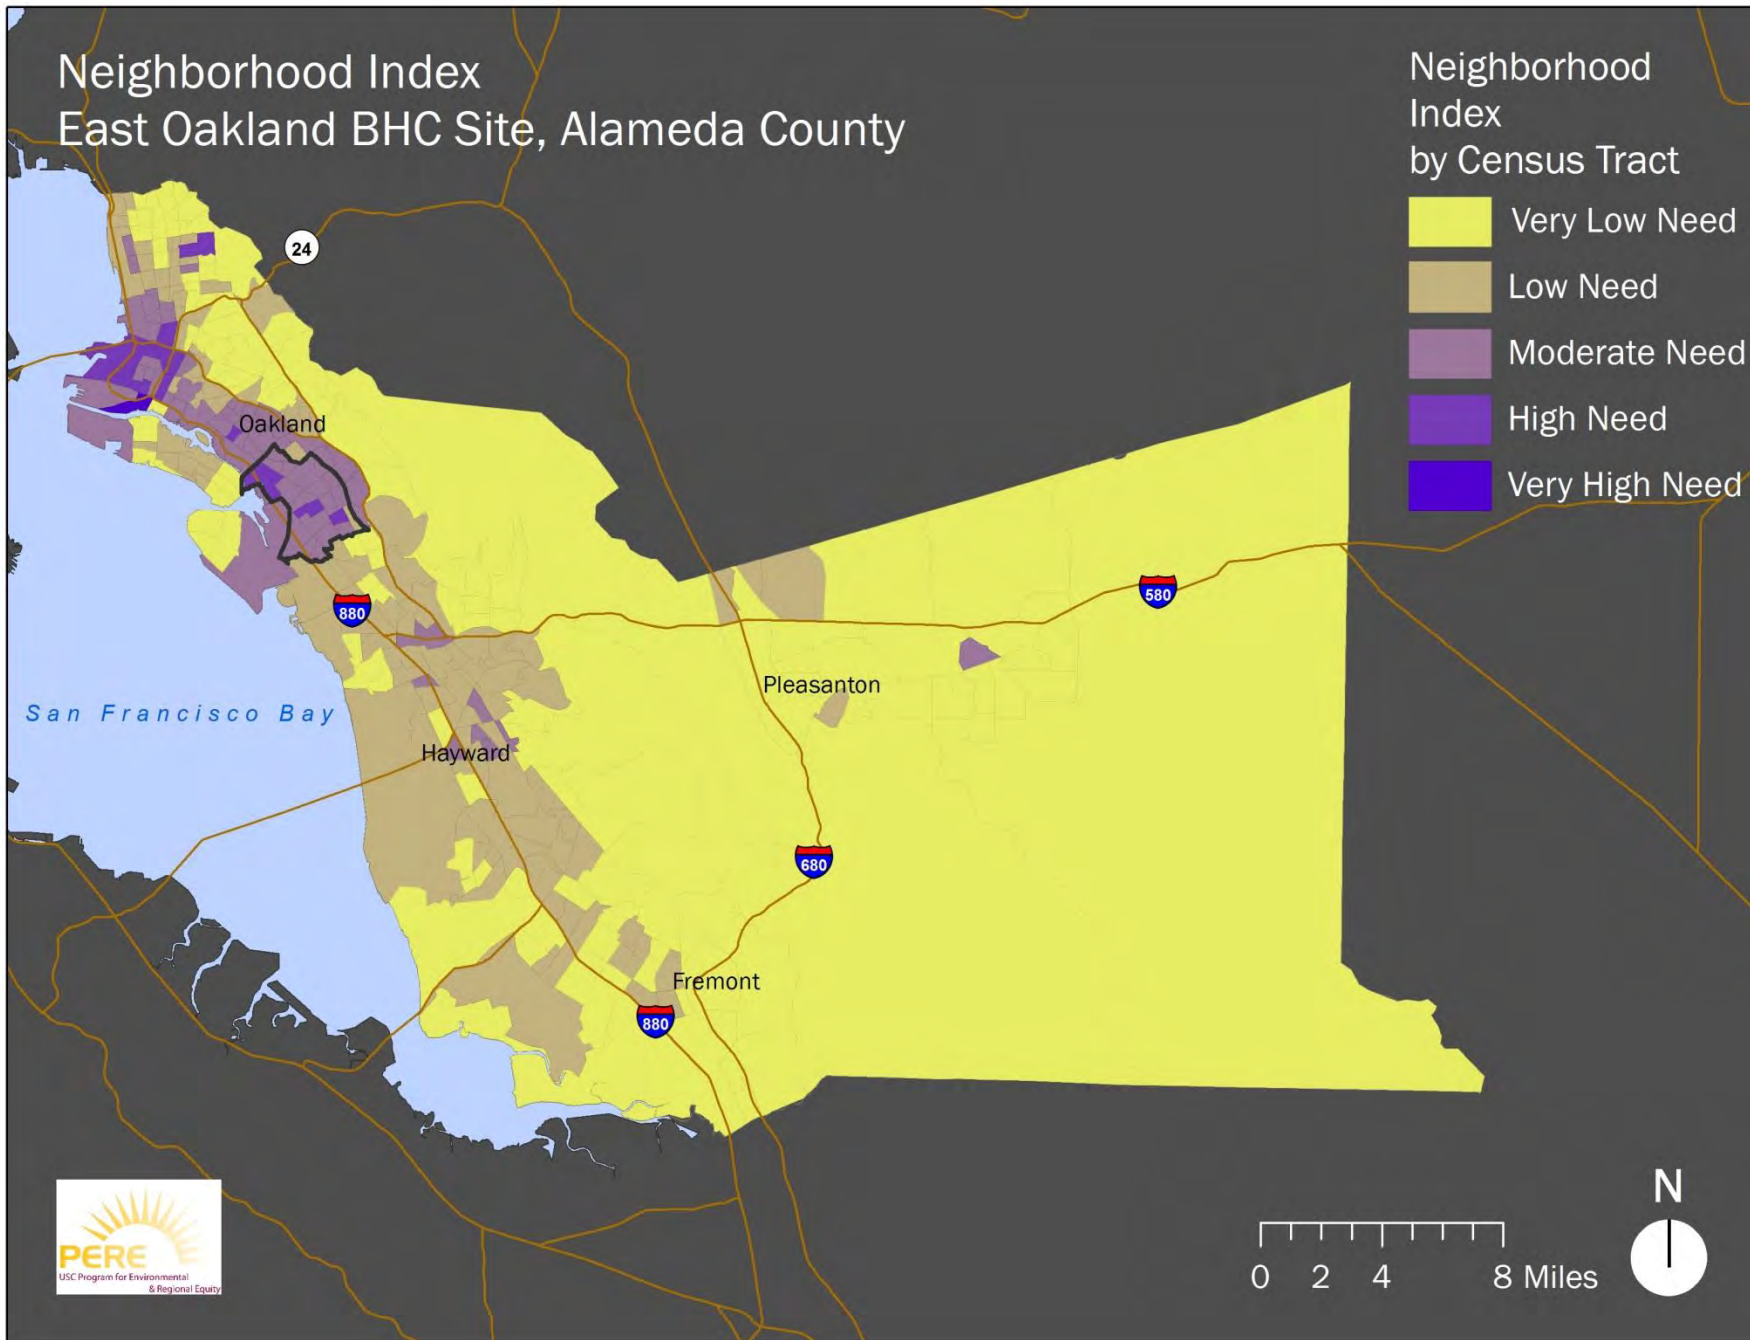 Neighborhood Index
East Oakland BHC Site, Alameda County
Neighborhood
Index
by Census Tract
Very Low Need
Low Need
Moderate Need
High Need
Very High Need
24
Oakland
880
580
Pleasanton
San Francisco Bay
Hayward
680
Fremont
880
PERE
USC Program for Environmental
& Regional Equity
N
0 2 4 8 Miles